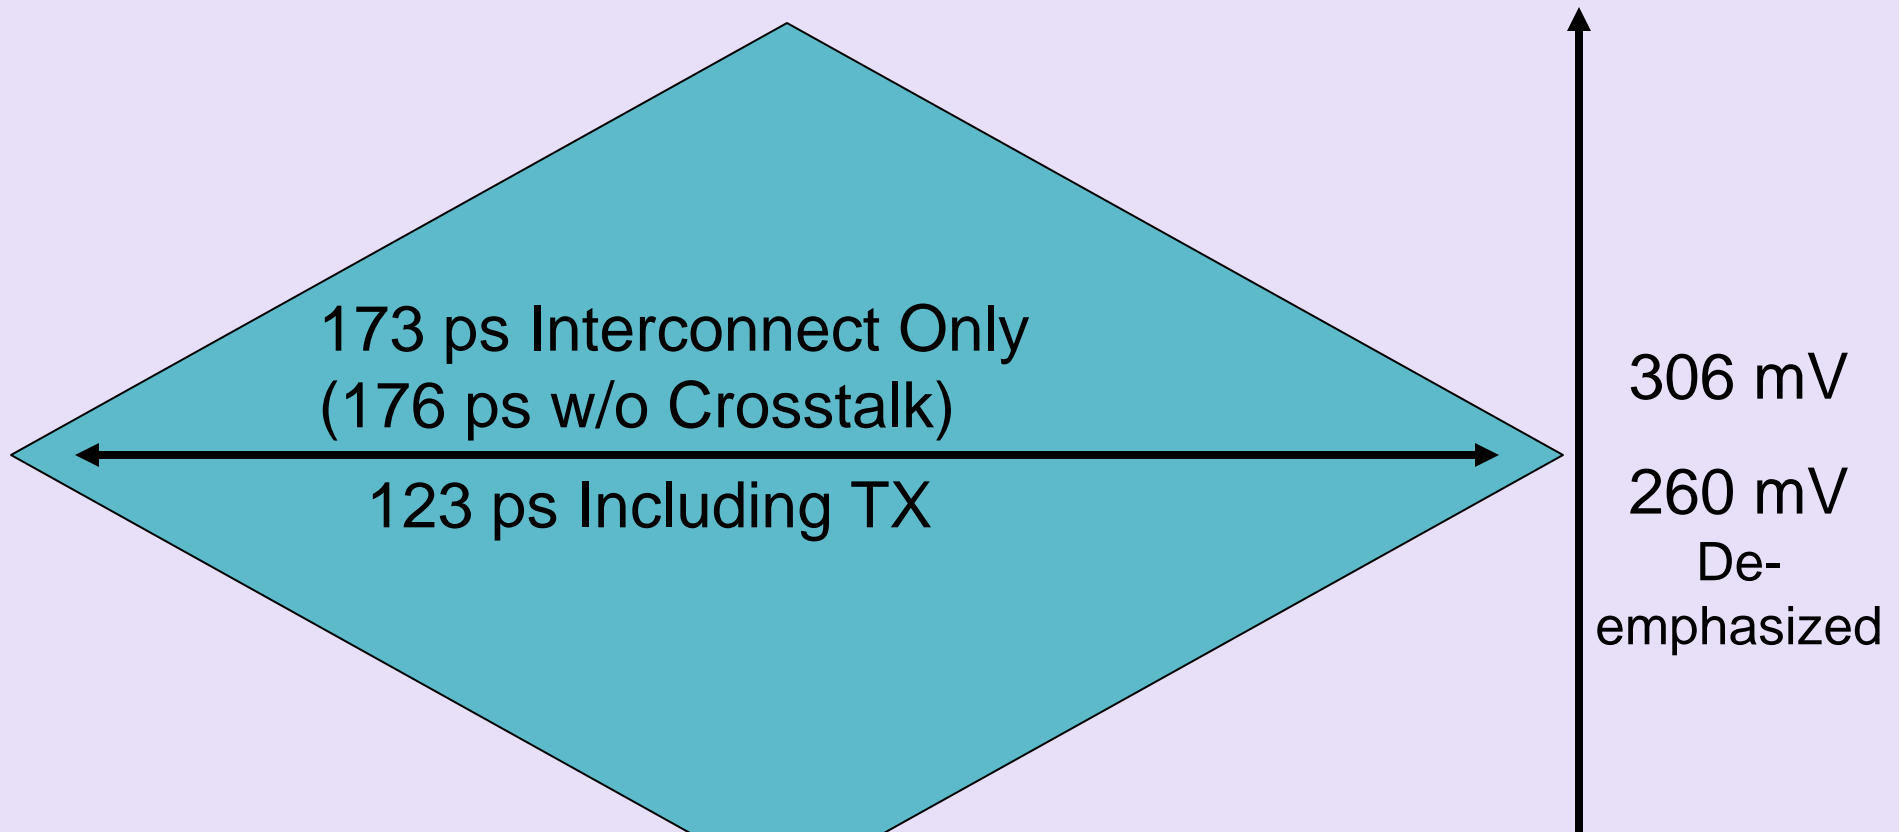 173 ps Interconnect Only
(176 ps w/o Crosstalk)
123 ps Including TX
306 mV
260 mV
De-
emphasized